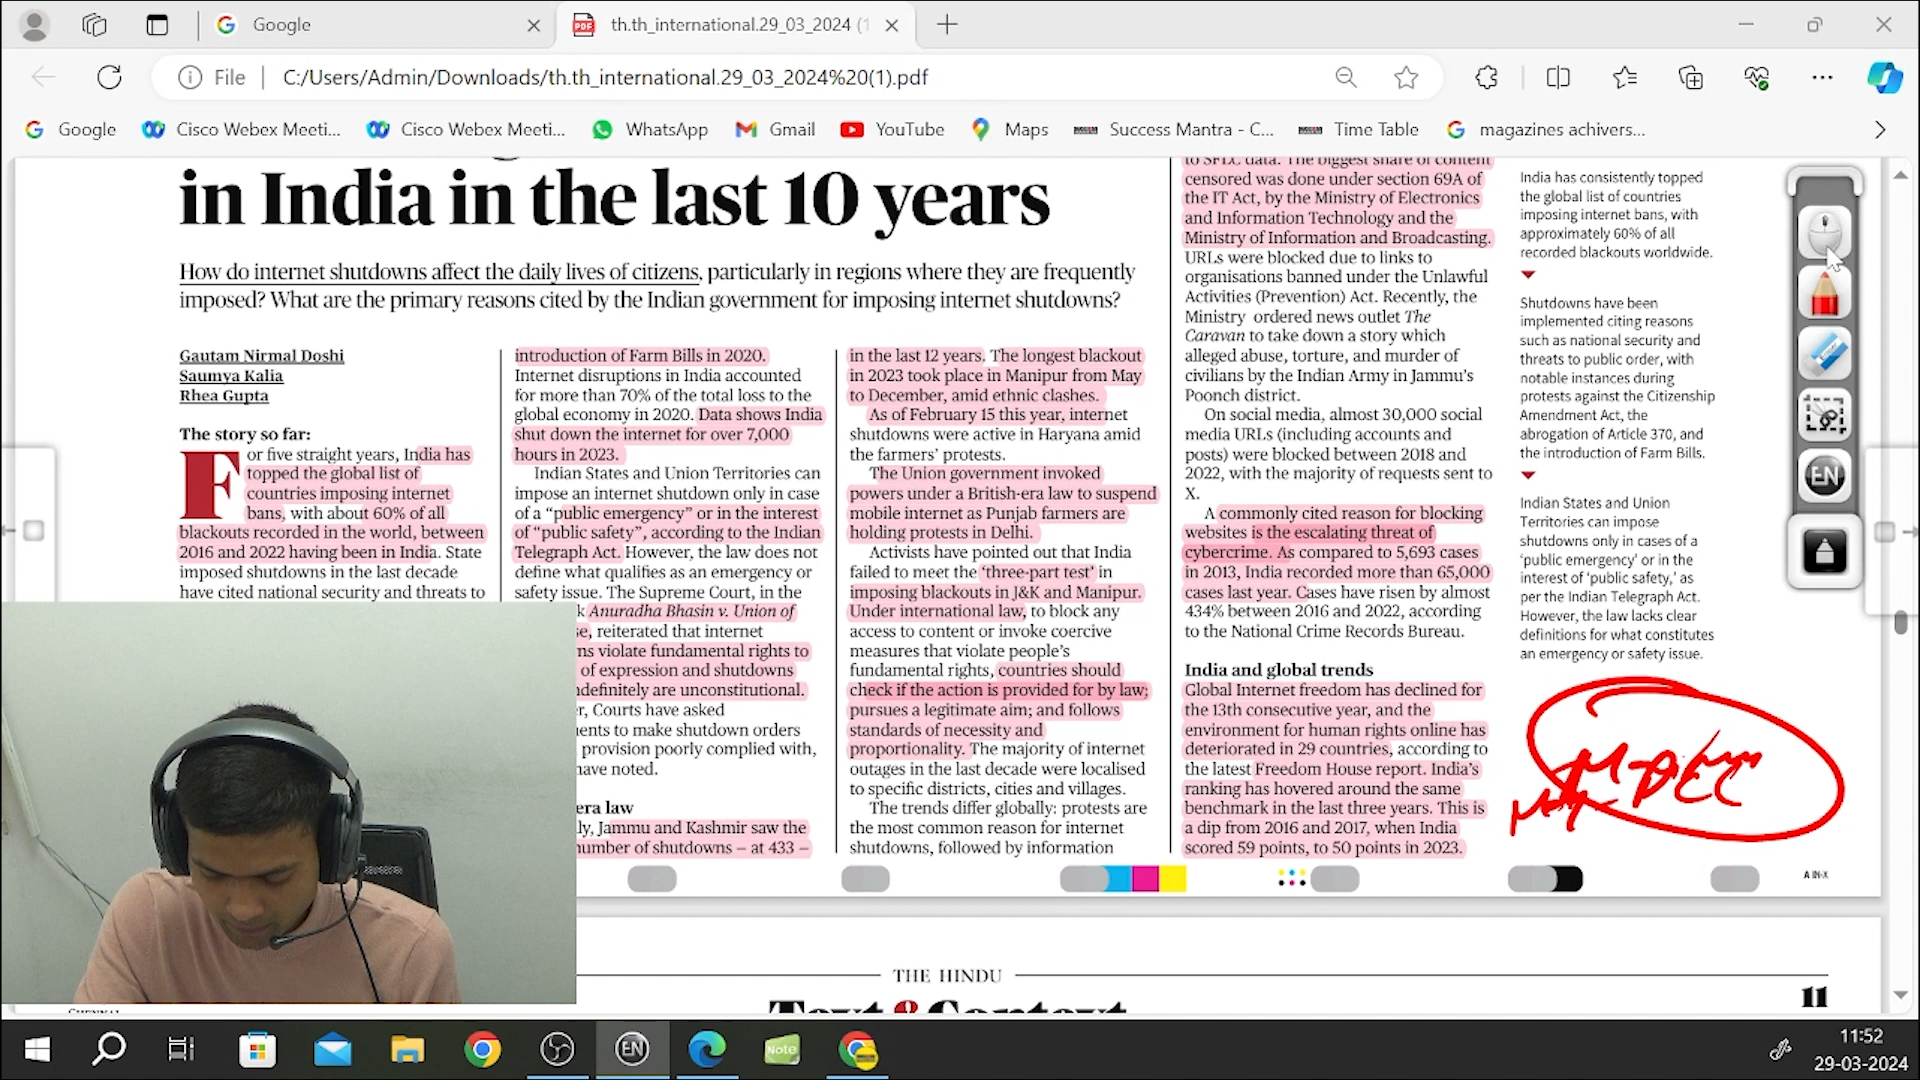 Google
th.th_international.29_03_2024 (1
File
C:/Users/Admin/Downloads/th.th_international.29_03_2024%20(1).pdf
Google
Cisco Webex Meeti...
Cisco Webex Meeti...
WhatsApp
Gmail
YouTube
Maps
Success Mantra - C...
Time Table
magazines achivers...
in India in the last 10 years
How do internet shutdowns affect the daily lives of citizens, particularly in regions where they are frequently
imposed? What are the primary reasons cited by the Indian government for imposing internet shutdowns?
Gautam Nirmal Doshi
Saumya Kalia
Rhea Gupta
The story so far:
For five straight years, India has
topped the global list of
countries imposing internet
bans, with about 60% of all
blackouts recorded in the world, between
2016 and 2022 having been in India. State
imposed shutdowns in the last decade
have cited national security and threats to
introduction of Farm Bills in 2020.
Internet disruptions in India accounted
for more than 70% of the total loss to the
global economy in 2020. Data shows India
shut down the internet for over 7,000
hours in 2023.
Indian States and Union Territories can
impose an internet shutdown only in case
of a “public emergency” or in the interest
of “public safety”, according to the Indian
Telegraph Act. However, the law does not
define what qualifies as an emergency or
safety issue. The Supreme Court, in the
Anuradha Bhasin v. Union of
reiterated that internet
violate fundamental rights to
of expression and shutdowns
are unconstitutional.
Courts have asked
to make shutdown orders
provision poorly complied with,
have noted.
era law
Jammu and Kashmir saw the
number of shutdowns — at 433 —
in the last 12 years. The longest blackout
in 2023 took place in Manipur from May
to December, amid ethnic clashes.
As of February 15 this year, internet
shutdowns were active in Haryana amid
the farmers’ protests.
The Union government invoked
powers under a British-era law to suspend
mobile internet as Punjab farmers are
holding protests in Delhi.
Activists have pointed out that India
failed to meet the ‘three-part test’ in
imposing blackouts in J&K and Manipur.
Under international law, to block any
access to content or invoke coercive
measures that violate people’s
fundamental rights, countries should
check if the action is provided for by law;
pursues a legitimate aim; and follows
standards of necessity and
proportionality. The majority of internet
outages in the last decade were localised
to specific districts, cities and villages.
The trends differ globally: protests are
the most common reason for internet
shutdowns, followed by information
to SFLC data. The biggest share of content
censored was done under section 69A of
the IT Act, by the Ministry of Electronics
and Information Technology and the
Ministry of Information and Broadcasting.
URLs were blocked due to links to
organisations banned under the Unlawful
Activities (Prevention) Act. Recently, the
Ministry ordered news outlet The
Caravan to take down a story which
alleged abuse, torture, and murder of
civilians by the Indian Army in Jammu’s
Poonch district.
On social media, almost 30,000 social
media URLs (including accounts and
posts) were blocked between 2018 and
2022, with the majority of requests sent to
X.
A commonly cited reason for blocking
websites is the escalating threat of
cybercrime. As compared to 5,693 cases
in 2013, India recorded more than 65,000
cases last year. Cases have risen by almost
434% between 2016 and 2022, according
to the National Crime Records Bureau.
India and global trends
Global Internet freedom has declined for
the 13th consecutive year, and the
environment for human rights online has
deteriorated in 29 countries, according to
the latest Freedom House report. India’s
ranking has hovered around the same
benchmark in the last three years. This is
a dip from 2016 and 2017, when India
scored 59 points, to 50 points in 2023.
India has consistently topped
the global list of countries
imposing internet bans, with
approximately 60% of all
recorded blackouts worldwide.
Shutdowns have been
implemented citing reasons
such as national security and
threats to public order, with
notable instances during
protests against the Citizenship
Amendment Act, the
abrogation of Article 370, and
the introduction of Farm Bills.
Indian States and Union
Territories can impose
shutdowns only in cases of a
‘public emergency’ or in the
interest of ‘public safety,’ as
per the Indian Telegraph Act.
However, the law lacks clear
definitions for what constitutes
an emergency or safety issue.
A IN-X
THE HINDU
Text & Context
11
EN
EN
Note
11:52
29-03-2024